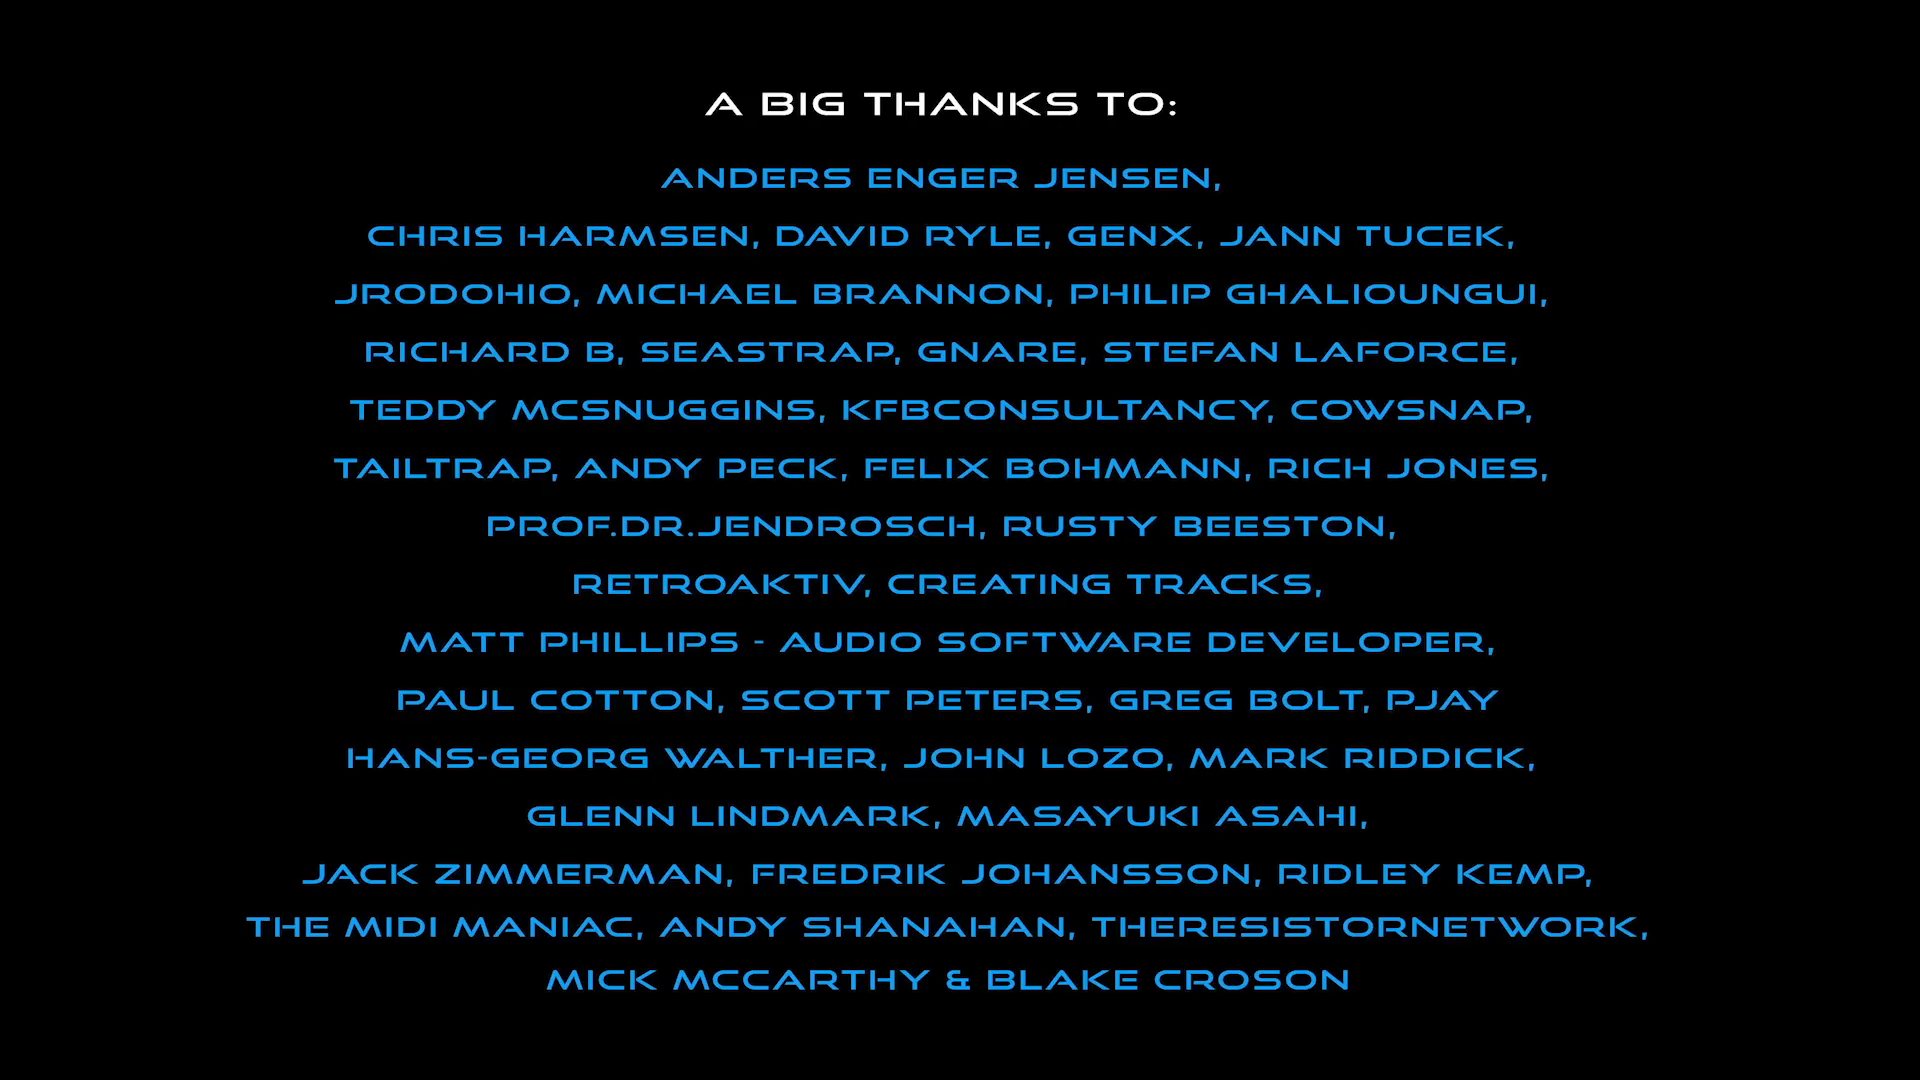 A BIG THANKS TO:
ANDERS ENGER JENSEN,
CHRIS HARMSEN, DAVID RYLE, GENX, JANN TUCEK,
JRODOHIO, MICHAEL BRANNON, PHILIP GHALIOUNGUI,
RICHARD B, SEASTRAP, GNARE, STEFAN LAFORCE,
TEDDY MCSNUGGINS, KFBCONSULTANCY, COWSNAP,
TAILTRAP, ANDY PECK, FELIX BOHMANN, RICH JONES,
PROF.DR.JENDROSCH, RUSTY BEESTON,
RETROAKTIV, CREATING TRACKS,
MATT PHILLIPS - AUDIO SOFTWARE DEVELOPER,
PAUL COTTON, SCOTT PETERS, GREG BOLT, PJAY
HANS-GEORG WALTHER, JOHN LOZO, MARK RIDDICK,
GLENN LINDMARK, MASAYUKI ASAHI,
JACK ZIMMERMAN, FREDRIK JOHANSSON, RIDLEY KEMP,
THE MIDI MANIAC, ANDY SHANAHAN, THERESISTORNETWORK,
MICK MCCARTHY & BLAKE CROSON